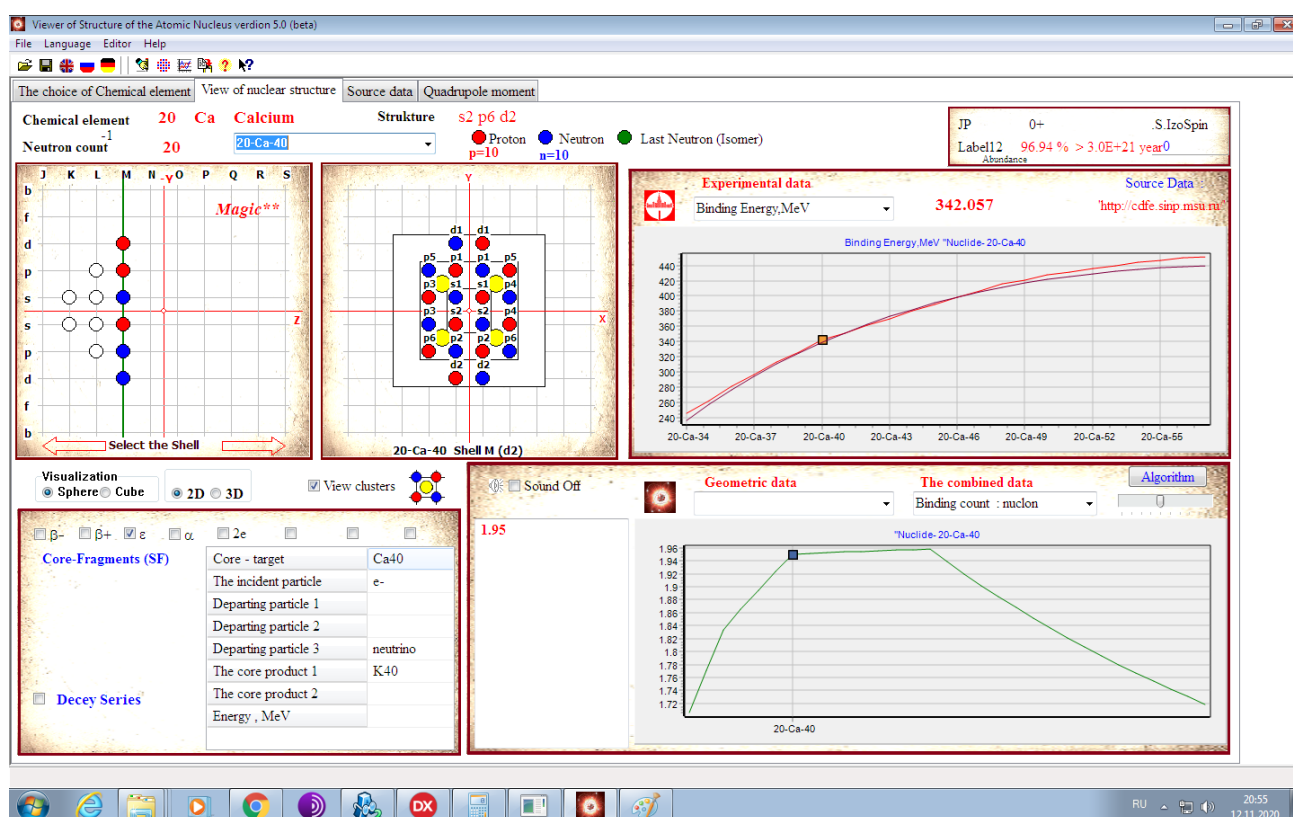 Viewer of Structure of the Atomic Nucleus verdion 5.0 (beta)
File Language Editor Help
The choice of Chemical element View of nuclear structure Source data Quadrupole moment
Chemical element 20 Ca Calcium Strukture s2 p6 d2
-1
Neutron count 20 20-Ca-40
Proton Neutron Last Neutron (Isomer)
p=10 n=10
JP 0+ .S.IzoSpin
Label12 96.94 % > 3.0E+21 year0
Abundance
J K L M N -Y O P Q R S
Magic**
b
f
d
p
s
s
p
d
f
b
Z
Select the Shell
Y
d1 d1
p5 p1 p1 p5
p3 s1 s1 p4
p3 s2 s2 p4
X
p6 p2 p2 p6
d2 d2
20-Ca-40 Shell M (d2)
Experimental data Source Data
Binding Energy,MeV 342.057 "http://cdfe.sinp.msu.ru"
Binding Energy,MeV "Nuclide- 20-Ca-40
440
420
400
380
360
340
320
300
280
260
240
20-Ca-34 20-Ca-37 20-Ca-40 20-Ca-43 20-Ca-46 20-Ca-49 20-Ca-52 20-Ca-55
Visualization
Sphere Cube 2D 3D View clusters
β- β+ ε α 2e
Core-Fragments (SF)
Core - target Ca40
The incident particle e-
Departing particle 1
Departing particle 2
Departing particle 3 neutrino
The core product 1 K40
The core product 2
Energy , MeV
Decey Series
Sound Off Geometric data The combined data Algorithm
Binding count : nuclon
1.95
"Nuclide- 20-Ca-40
1.96
1.94
1.92
1.9
1.88
1.86
1.84
1.82
1.8
1.78
1.76
1.74
1.72
20-Ca-40
DX
RU 20:55
12.11.2020